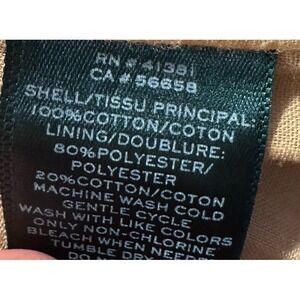 RN # 41381
CA # 56658
SHELL/TISSU PRINCIPAL:
100%COTTON/COTON
LINING/DOUBLURE:
80%POLYESTER/
POLYESTER
20%COTTON/COTON
MACHINE WASH COLD
GENTLE CYCLE
WASH WITH LIKE COLORS
ONLY NON-CHLORINE
BLEACH WHEN NEEDED
TUMBLE DRY
DO